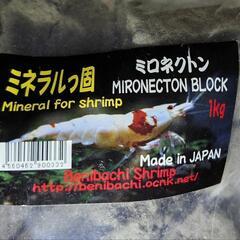 ミネラルっ固
Mineral for shrimp
ミロネクトン
MIRONECTON BLOCK
1kg
4560462900222
Made in JAPAN
Benibachi Shrimp
http://benibachi.ocnk.net/